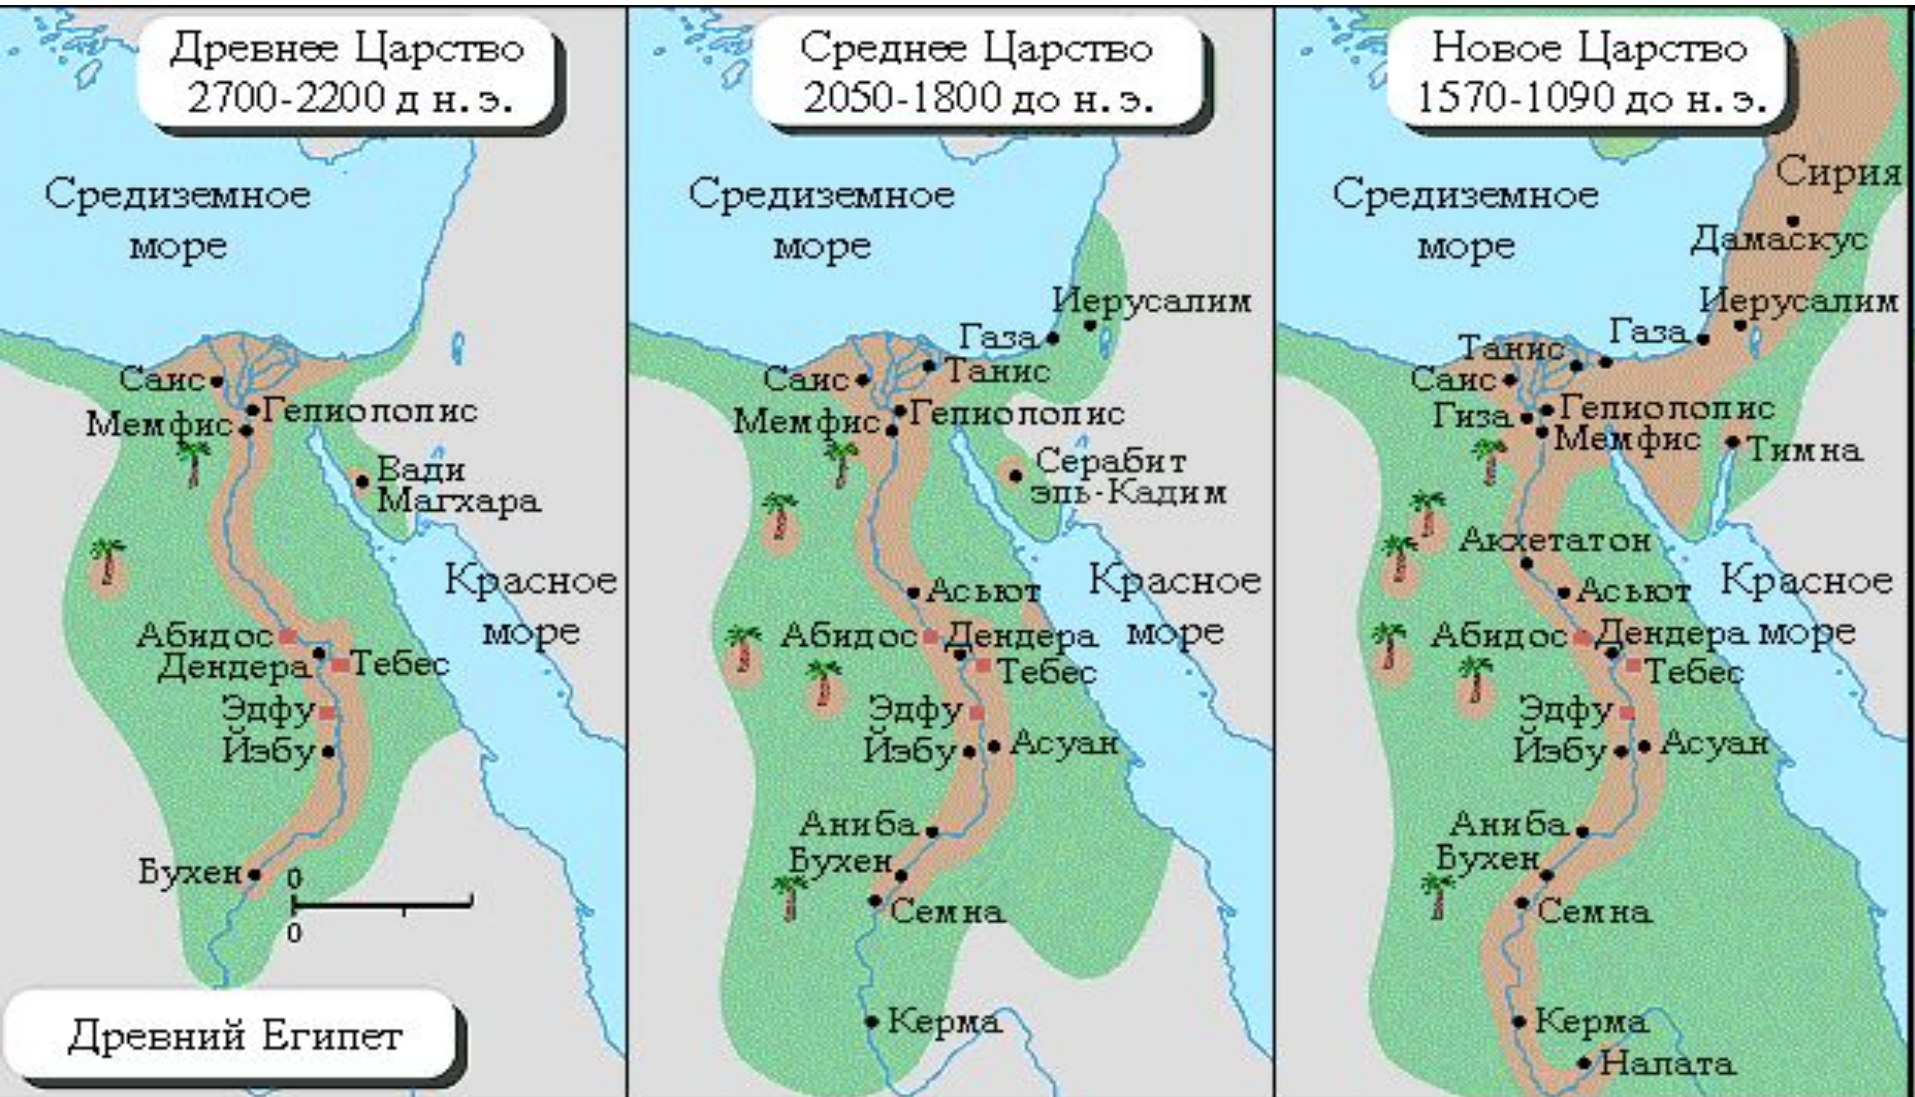 Древнее Царство
2700-2200 д н. э.
Средиземное
море
Саис
Гелиополис
Мемфис
Вади
Магхара
Красное
море
Абидос
Дендера
Тебес
Эдфу
Йэбу
Бухен
0
0
Древний Египет
Среднее Царство
2050-1800 до н. э.
Средиземное
море
Иерусалим
Газа
Танис
Саис
Гелиополис
Мемфис
Серабит
эль-Кадим
Асьют
Красное
море
Абидос
Дендера
Тебес
Эдфу
Йэбу
Асуан
Аниба
Бухен
Семна
Керма
Новое Царство
1570-1090 до н. э.
Сирия
Средиземное
море
Дамаскус
Иерусалим
Газа
Танис
Саис
Гелиополис
Гиза
Мемфис
Тимна
Акхетатон
Асьют
Красное
море
Абидос
Дендера
Тебес
Эдфу
Йэбу
Асуан
Аниба
Бухен
Семна
Керма
Напата